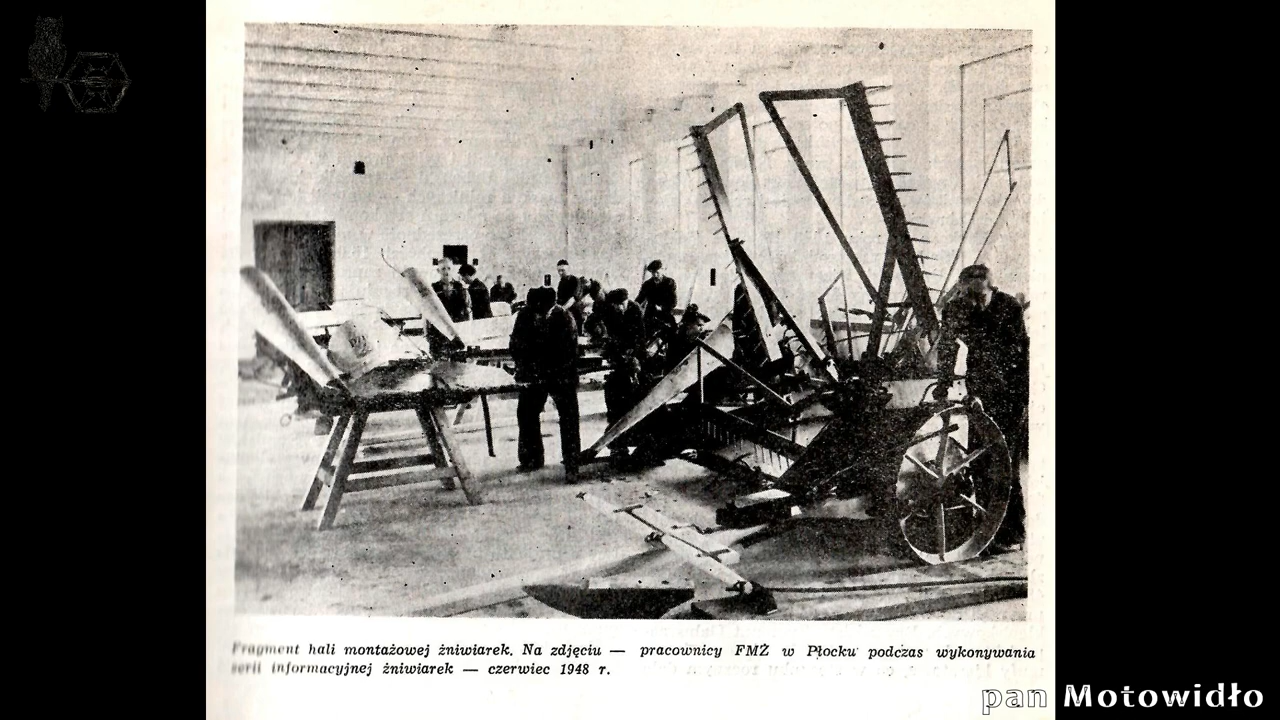 Fragment hali montażowej żniwiarek. Na zdjęciu — pracownicy FMŻ w Płocku podczas wykonywania
serii informacyjnej żniwiarek — czerwiec 1948 r.
pan Motowidło